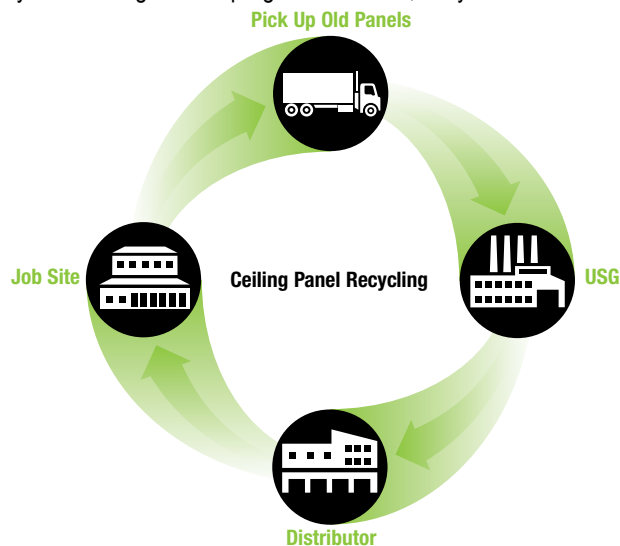 Pick Up Old Panels
Job Site
Ceiling Panel Recycling
USG
Distributor